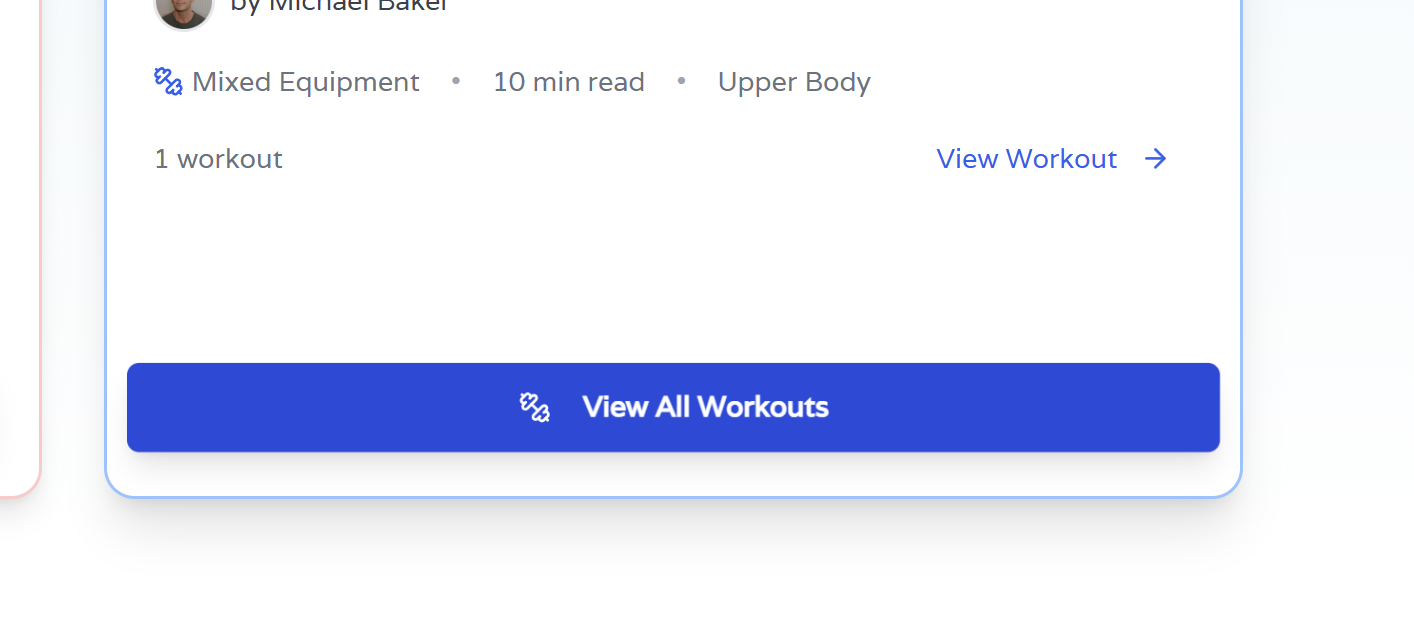 by Michael Baker
Mixed Equipment • 10 min read • Upper Body
1 workout
View Workout →
View All Workouts